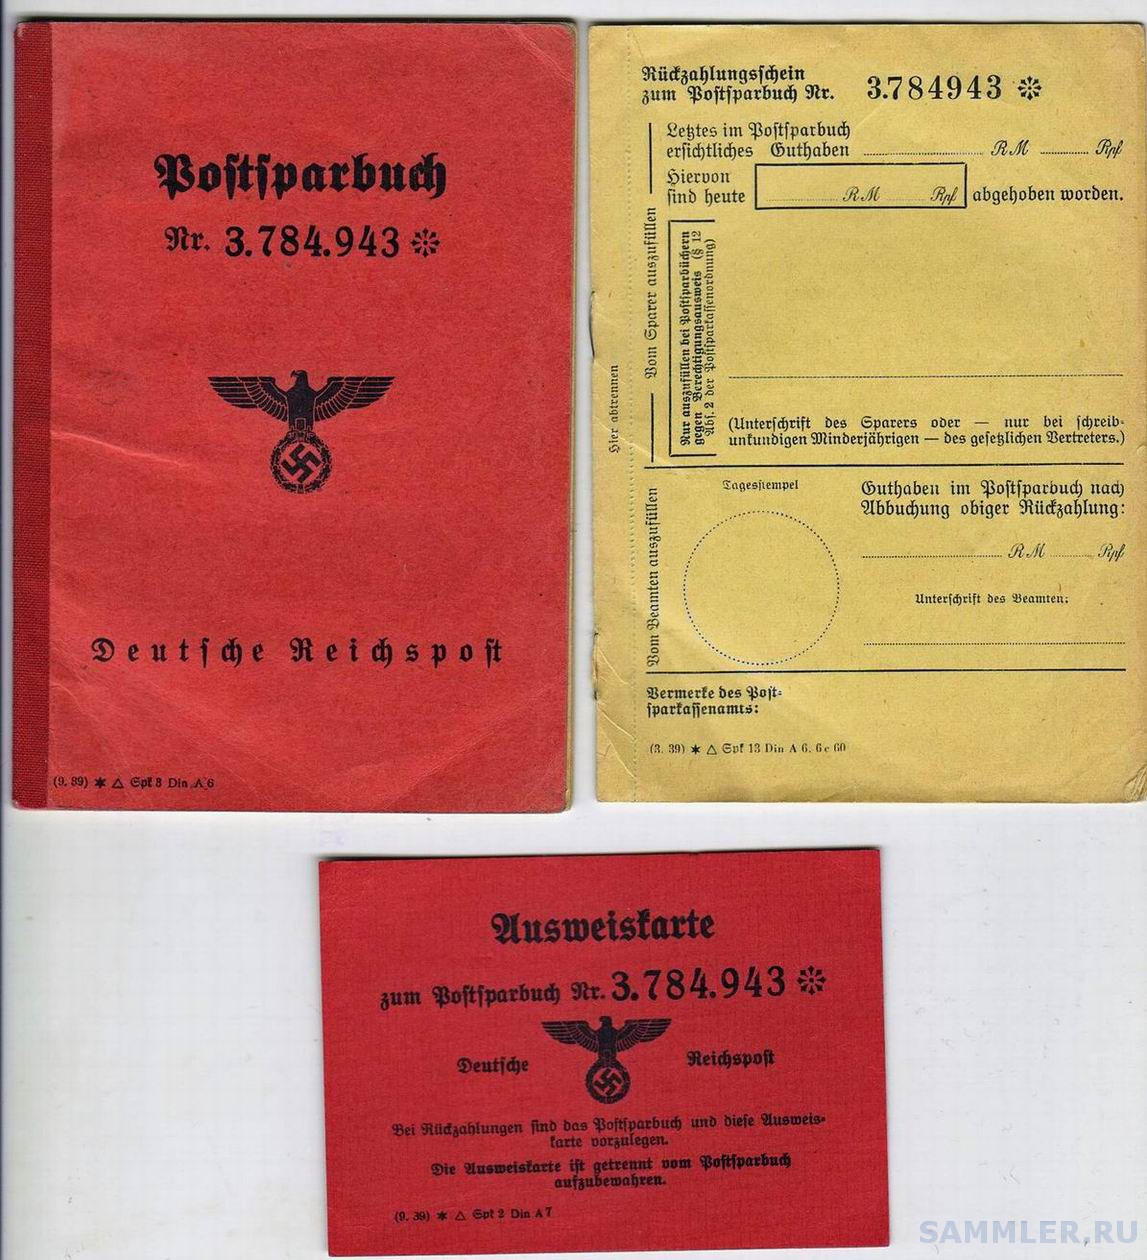 Postsparbuch
Nr. 3.784.943 ✻
Deutsche Reichspost
(9. 39) ✶ △ Spk 3 Din A 6
Rückzahlungsschein
zum Postsparbuch Nr. 3.784943 ✻
Letztes im Postsparbuch
ersichtliches Guthaben RM Rpf
Hiervon
sind heute RM Rpf abgehoben worden.
Hier abtrennen
Vom Sparer auszufüllen
Nur auszufüllen bei Postsparbüchern
gegen Berechtigungsausweis (§ 12
Abs. 2 der Postsparkassenordnung)
(Unterschrift des Sparers oder — nur bei schreib-
unkundigen Minderjährigen — des gesetzlichen Vertreters.)
Vom Beamten auszufüllen
Tagesstempel
Guthaben im Postsparbuch nach
Abbuchung obiger Rückzahlung:
RM Rpf
Unterschrift des Beamten:
Vermerke des Post-
sparkassenamts:
(3. 39) ✶ △ Spk 13 Din A 6. 6c 60
Ausweiskarte
zum Postsparbuch Nr. 3.784.943 ✻
Deutsche Reichspost
Bei Rückzahlungen sind das Postsparbuch und diese Ausweis-
karte vorzulegen.
Die Ausweiskarte ist getrennt vom Postsparbuch
aufzubewahren.
(9. 39) ✶ △ Spk 2 Din A 7
SAMMLER.RU